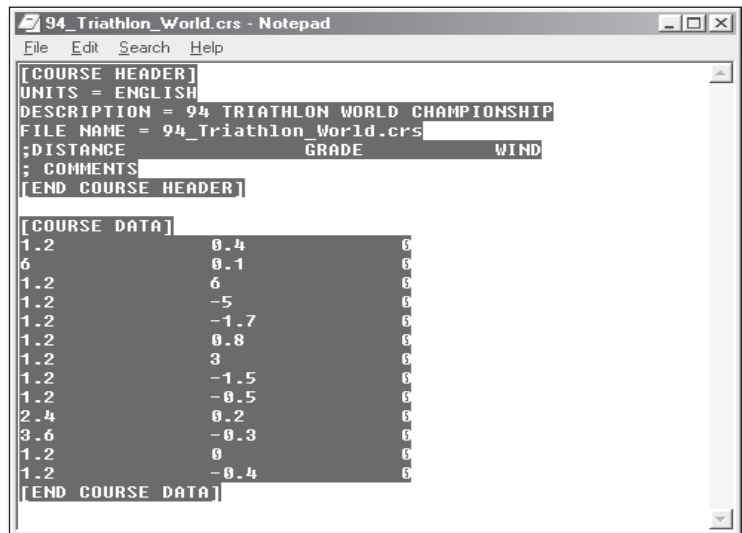 94_Triathlon_World.crs - Notepad
File Edit Search Help
[COURSE HEADER]
UNITS = ENGLISH
DESCRIPTION = 94 TRIATHLON WORLD CHAMPIONSHIP
FILE NAME = 94_Triathlon_World.crs
;DISTANCE GRADE WIND
; COMMENTS
[END COURSE HEADER]
[COURSE DATA]
1.2 0.4 0
6 0.1 0
1.2 6 0
1.2 -5 0
1.2 -1.7 0
1.2 0.8 0
1.2 3 0
1.2 -1.5 0
1.2 -0.5 0
2.4 0.2 0
3.6 -0.3 0
1.2 0 0
1.2 -0.4 0
[END COURSE DATA]